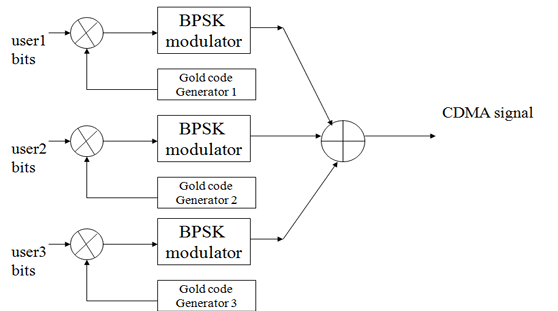 user1
bits
BPSK
modulator
Gold code
Generator 1
user2
bits
BPSK
modulator
Gold code
Generator 2
user3
bits
BPSK
modulator
Gold code
Generator 3
CDMA signal